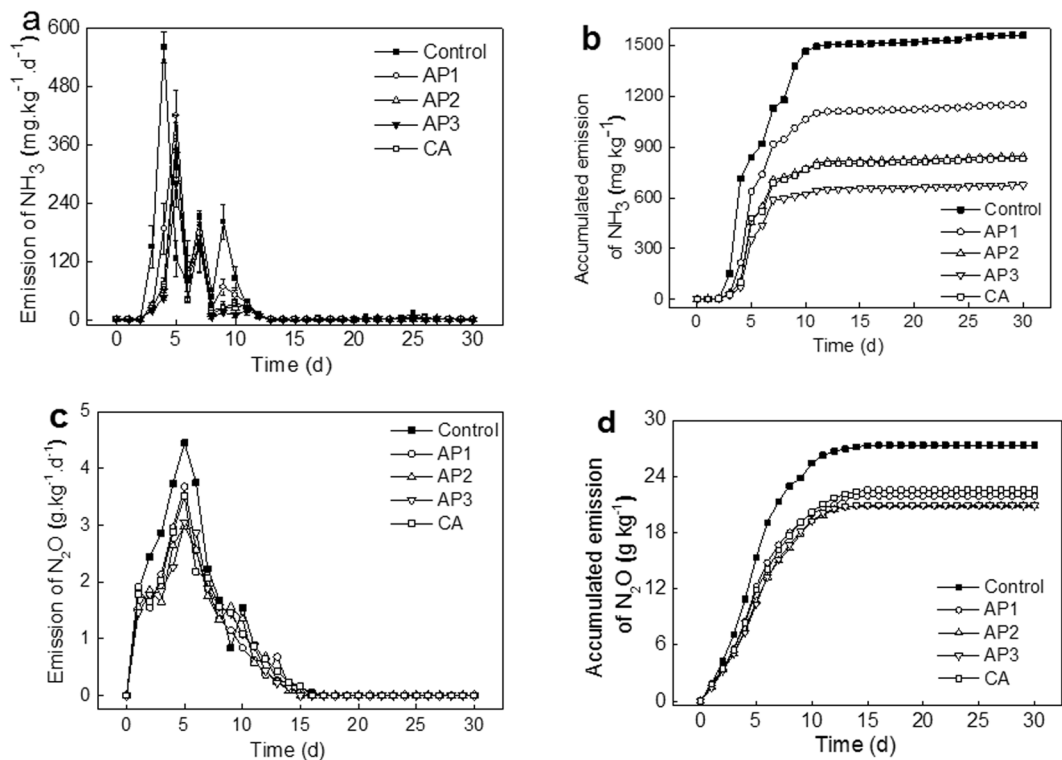 a
600
480
360
240
120
0
Emission of NH3 (mg.kg⁻¹.d⁻¹)
Control
AP1
AP2
AP3
CA
0 5 10 15 20 25 30
Time (d)
b
1500
1200
900
600
300
0
Accumulated emission
of NH3 (mg kg⁻¹)
Control
AP1
AP2
AP3
CA
0 5 10 15 20 25 30
Time (d)
c
5
4
3
2
1
0
Emission of N2O (g.kg⁻¹.d⁻¹)
Control
AP1
AP2
AP3
CA
0 5 10 15 20 25 30
Time (d)
d
30
24
18
12
6
0
Accumulated emission
of N2O (g kg⁻¹)
Control
AP1
AP2
AP3
CA
0 5 10 15 20 25 30
Time (d)